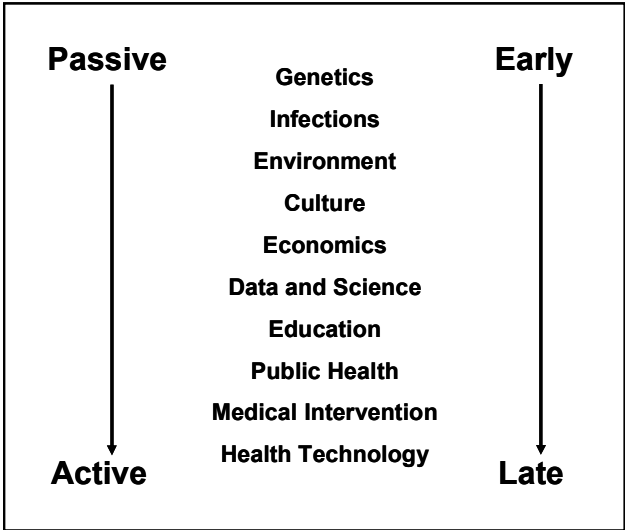 Passive
Early
Genetics
Infections
Environment
Culture
Economics
Data and Science
Education
Public Health
Medical Intervention
Health Technology
Active
Late